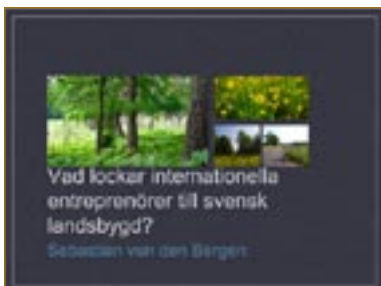 Vad lockar internationella
entreprenörer till svensk
landsbygd?
Sebastian van den Bergen